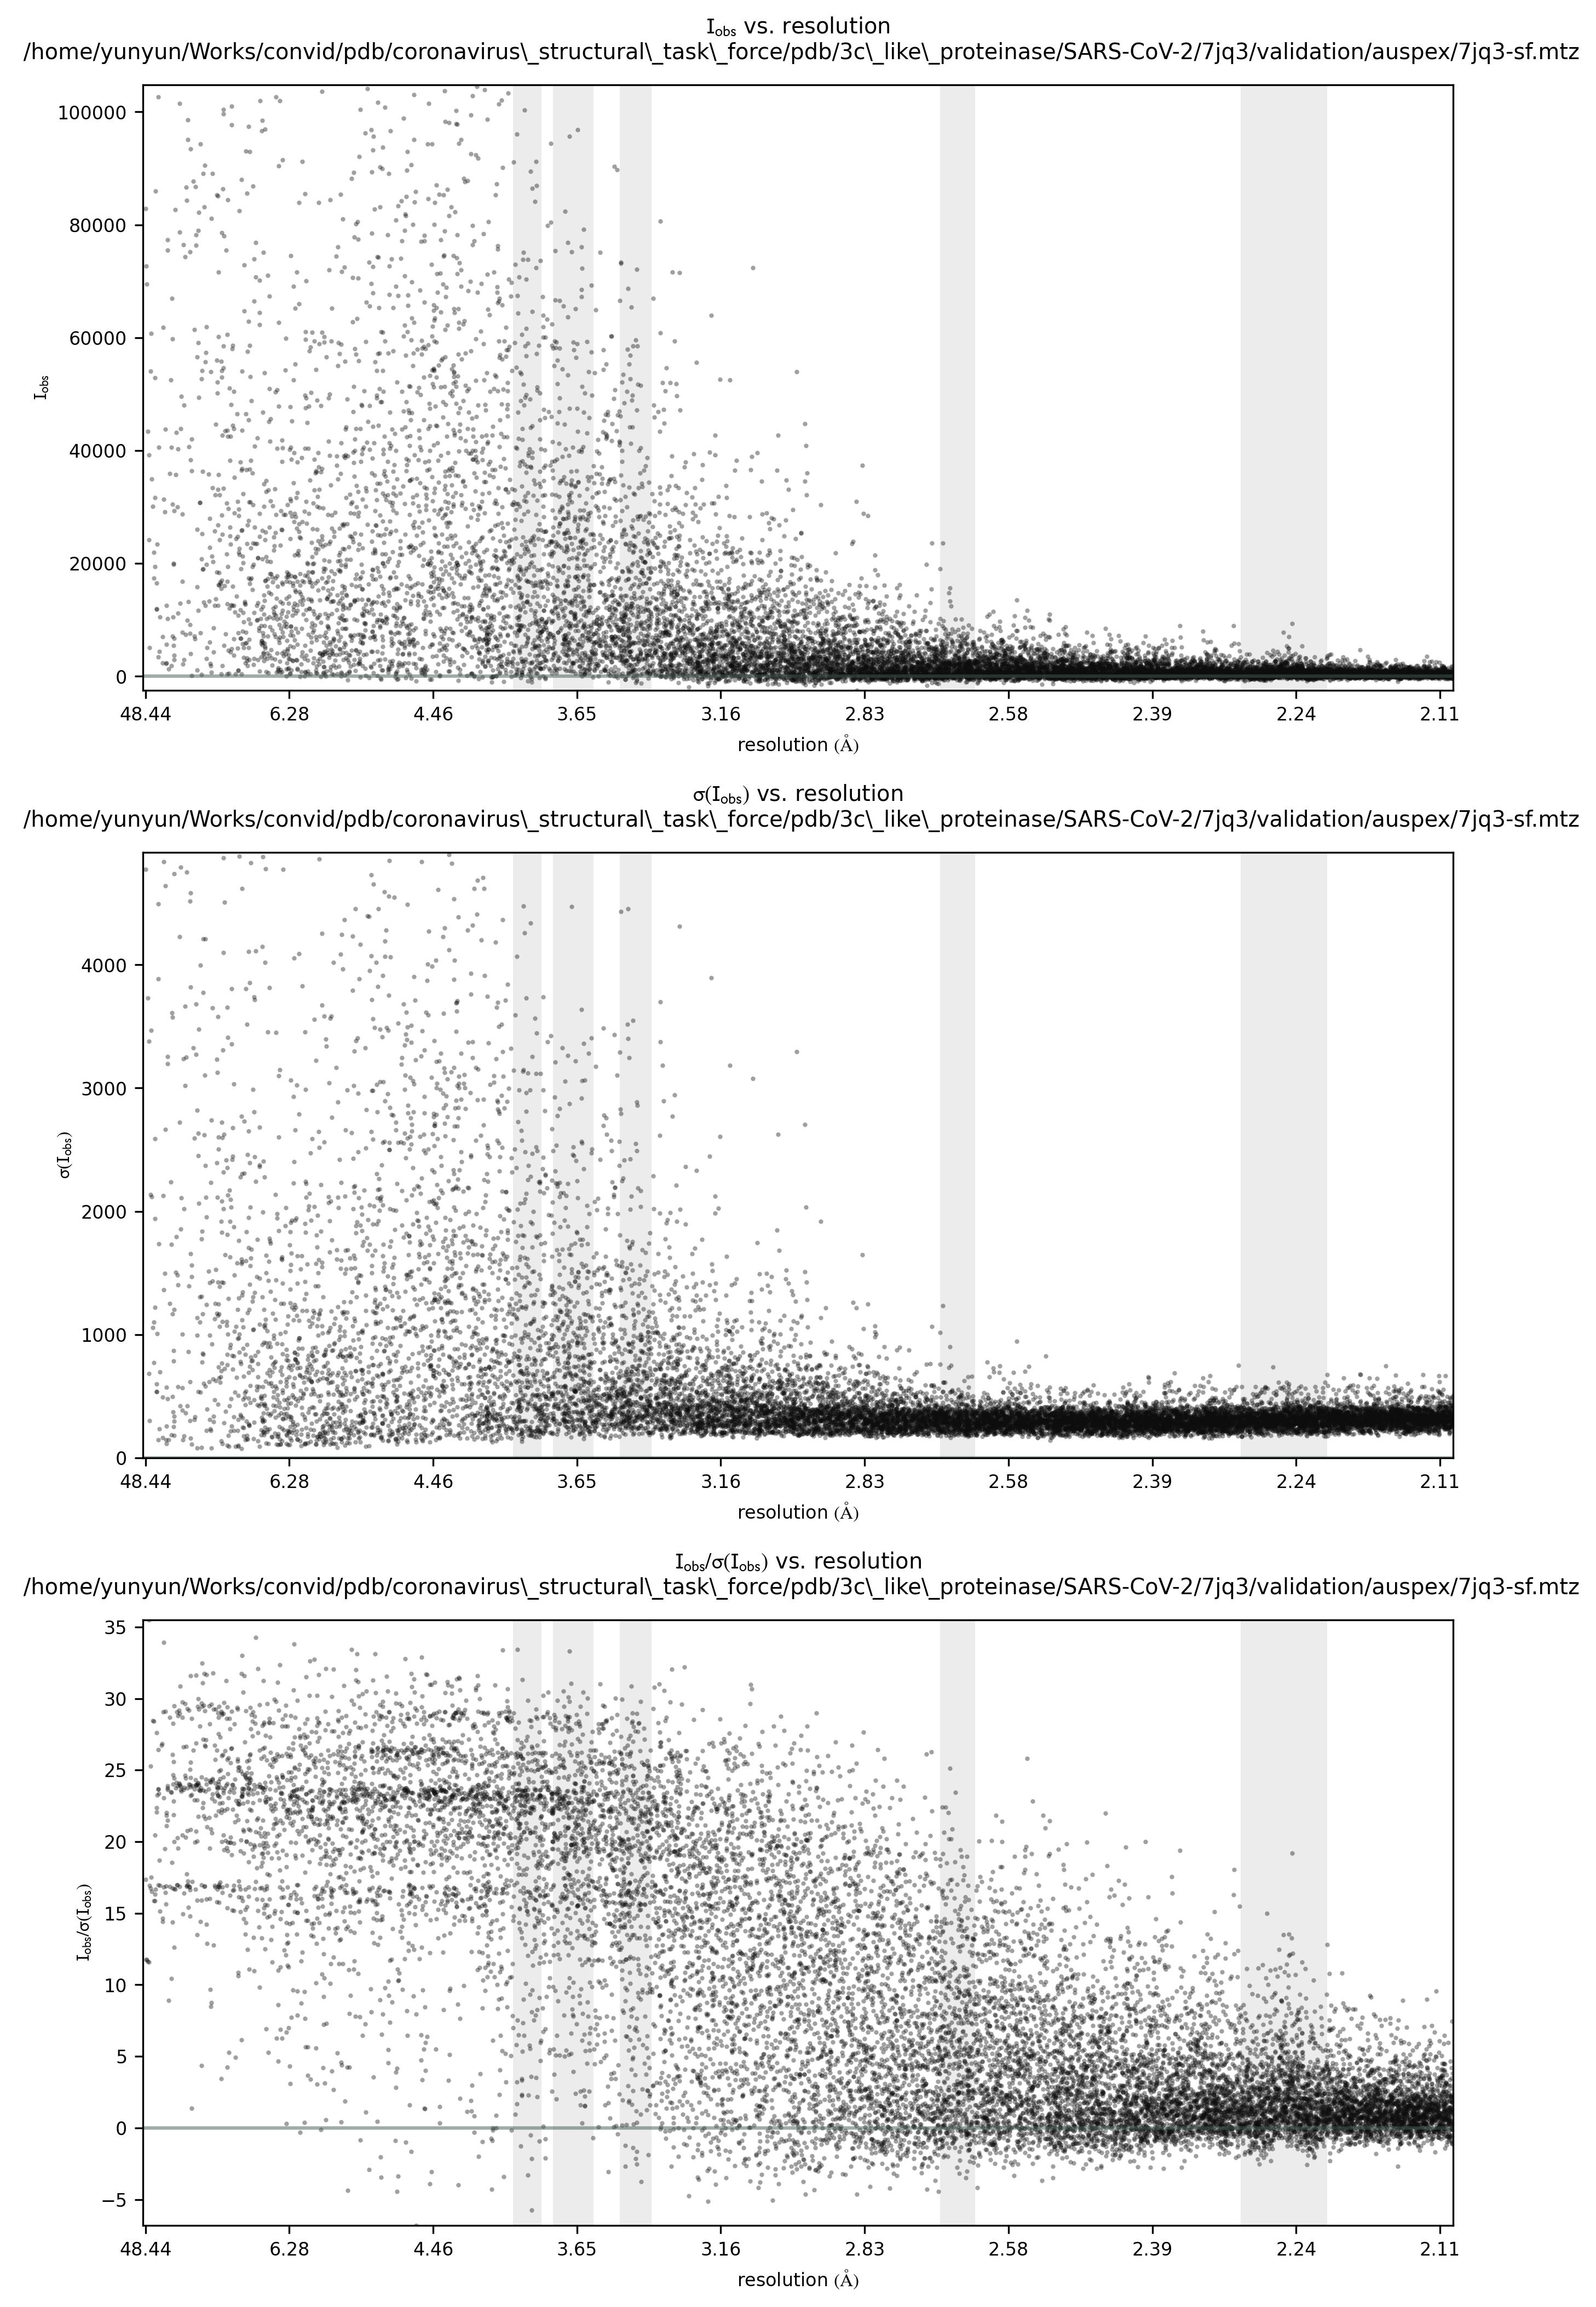 Iobs vs. resolution
/home/yunyun/Works/convid/pdb/coronavirus\_structural\_task\_force/pdb/3c\_like\_proteinase/SARS-CoV-2/7jq3/validation/auspex/7jq3-sf.mtz
100000
80000
60000
40000
20000
0
Iobs
48.44 6.28 4.46 3.65 3.16 2.83 2.58 2.39 2.24 2.11
resolution (Å)
σ(Iobs) vs. resolution
/home/yunyun/Works/convid/pdb/coronavirus\_structural\_task\_force/pdb/3c\_like\_proteinase/SARS-CoV-2/7jq3/validation/auspex/7jq3-sf.mtz
4000
3000
2000
1000
0
σ(Iobs)
48.44 6.28 4.46 3.65 3.16 2.83 2.58 2.39 2.24 2.11
resolution (Å)
Iobs/σ(Iobs) vs. resolution
/home/yunyun/Works/convid/pdb/coronavirus\_structural\_task\_force/pdb/3c\_like\_proteinase/SARS-CoV-2/7jq3/validation/auspex/7jq3-sf.mtz
35
30
25
20
15
10
5
0
−5
Iobs/σ(Iobs)
48.44 6.28 4.46 3.65 3.16 2.83 2.58 2.39 2.24 2.11
resolution (Å)